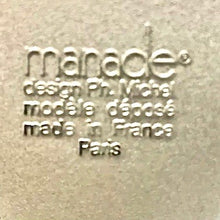 manade®
design Ph. Michel
modèle déposé
made in France
Paris